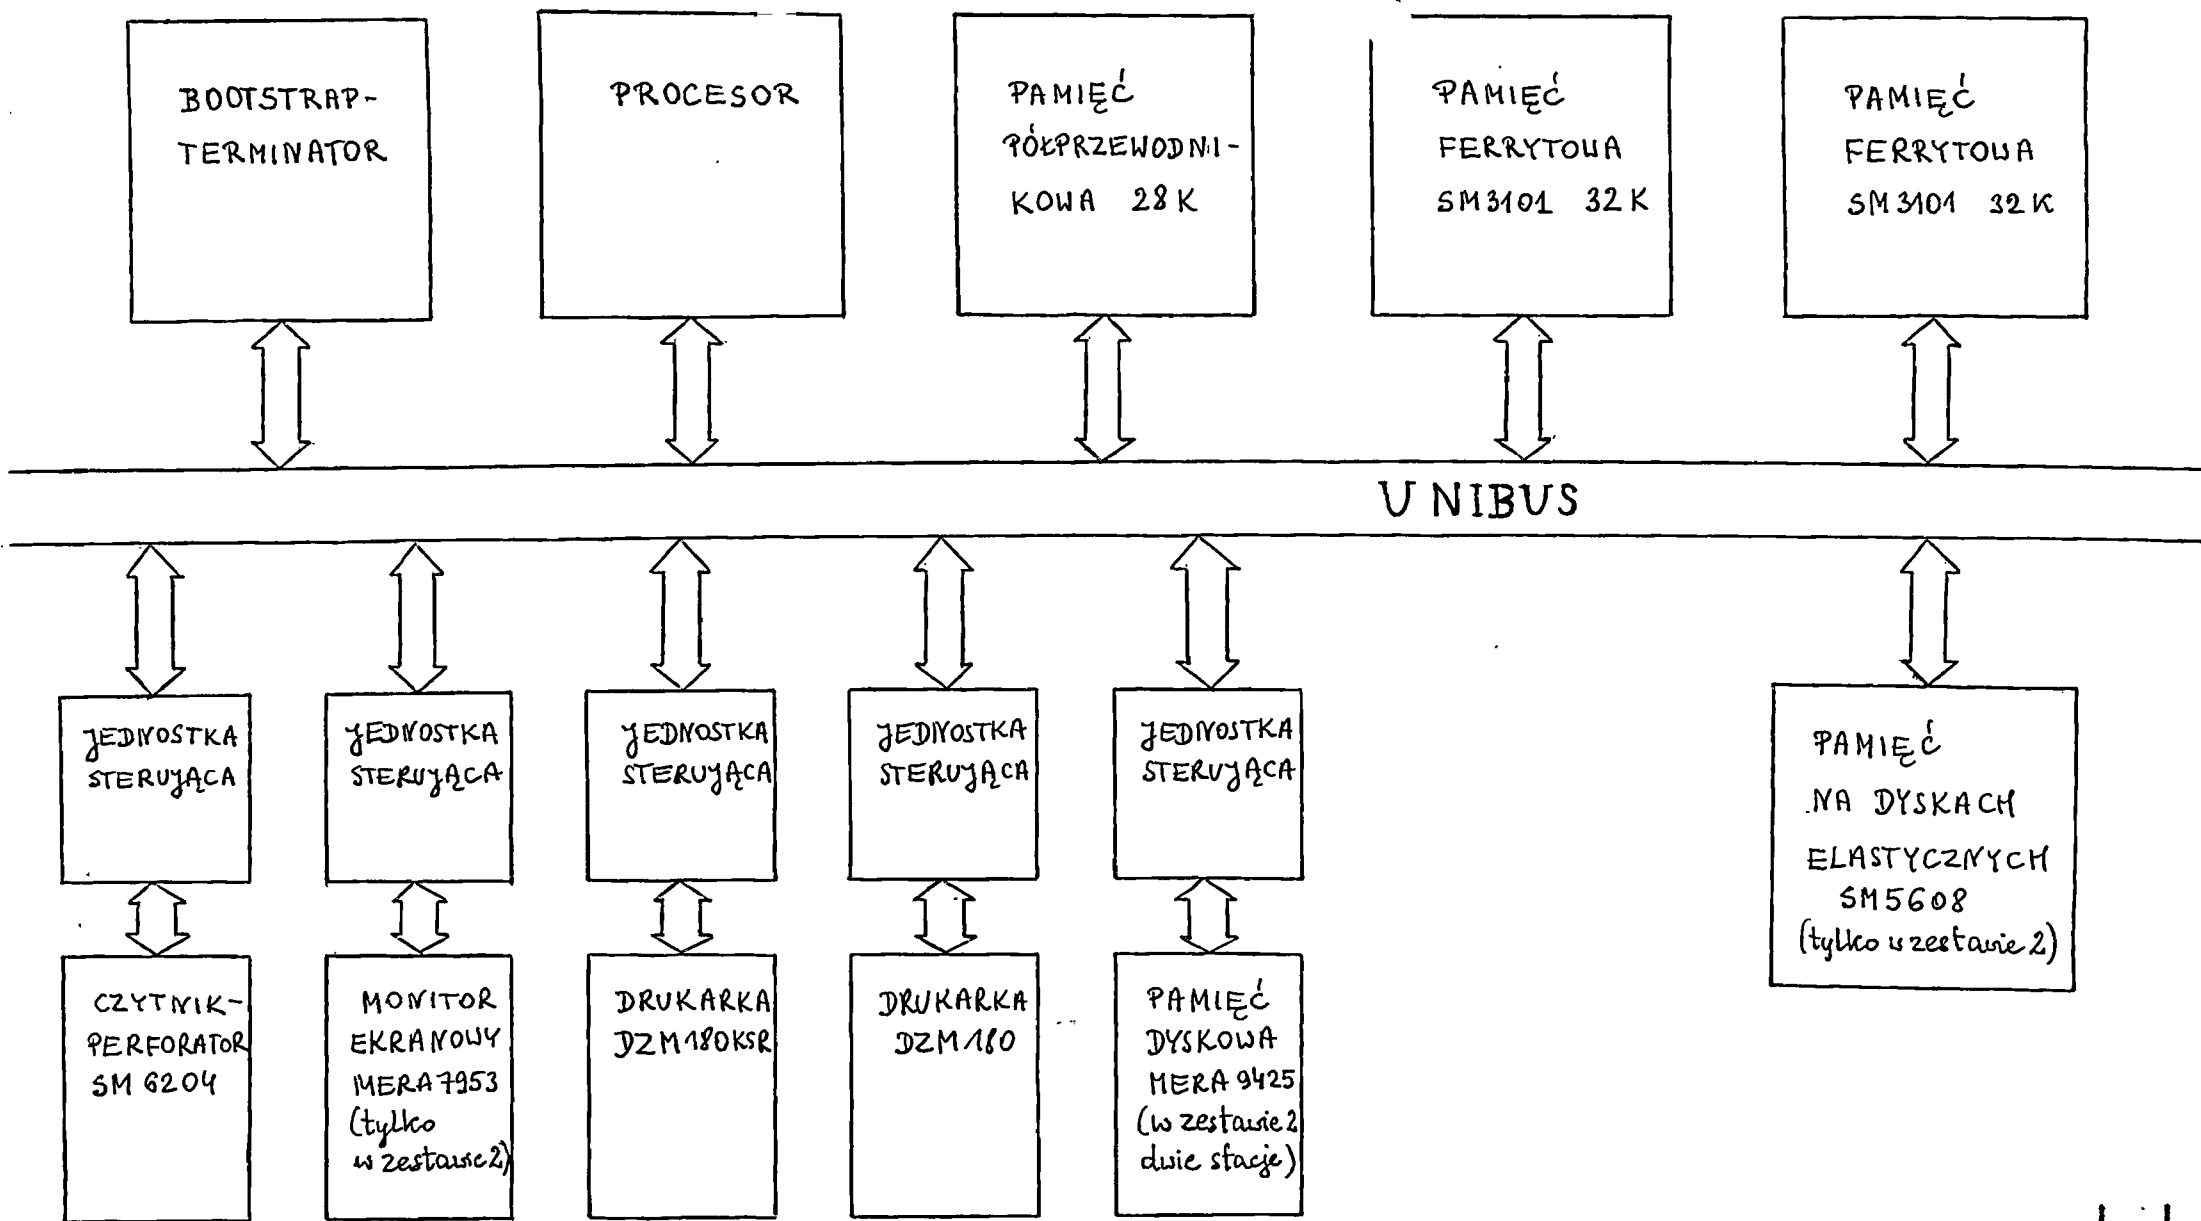 BOOTSTRAP-
TERMINATOR
PROCESOR
PAMIĘĆ
PÓŁPRZEWODNI-
KOWA 28K
PAMIĘĆ
FERRYTOWA
SM3101 32K
PAMIĘĆ
FERRYTOWA
SM3101 32K
UNIBUS
JEDNOSTKA
STERUJĄCA
JEDNOSTKA
STERUJĄCA
JEDNOSTKA
STERUJĄCA
JEDNOSTKA
STERUJĄCA
JEDNOSTKA
STERUJĄCA
PAMIĘĆ
NA DYSKACH
ELASTYCZNYCH
SM5608
(tylko w zestawie 2)
CZYTNIK-
PERFORATOR
SM 6204
MONITOR
EKRANOWY
MERA 7953
(tylko
w zestawie 2)
DRUKARKA
DZM180KSR
DRUKARKA
DZM180
PAMIĘĆ
DYSKOWA
MERA 9425
(w zestawie 2
dwie stacje)